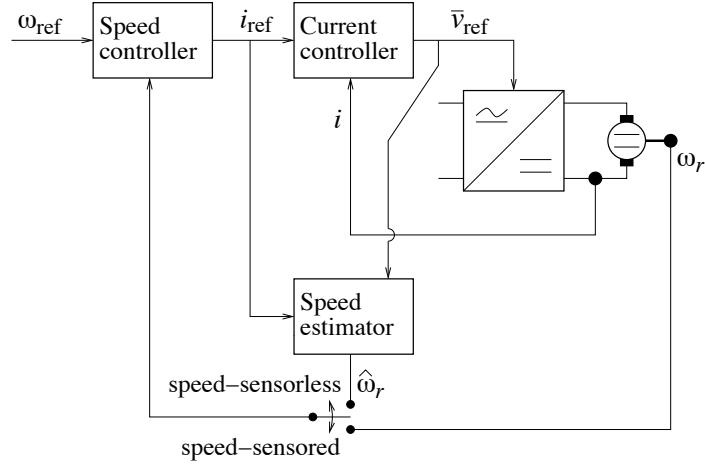 ω_ref
Speed
controller
i_ref
Current
controller
v̄_ref
i
ω_r
Speed
estimator
speed–sensorless
ω̂_r
speed–sensored